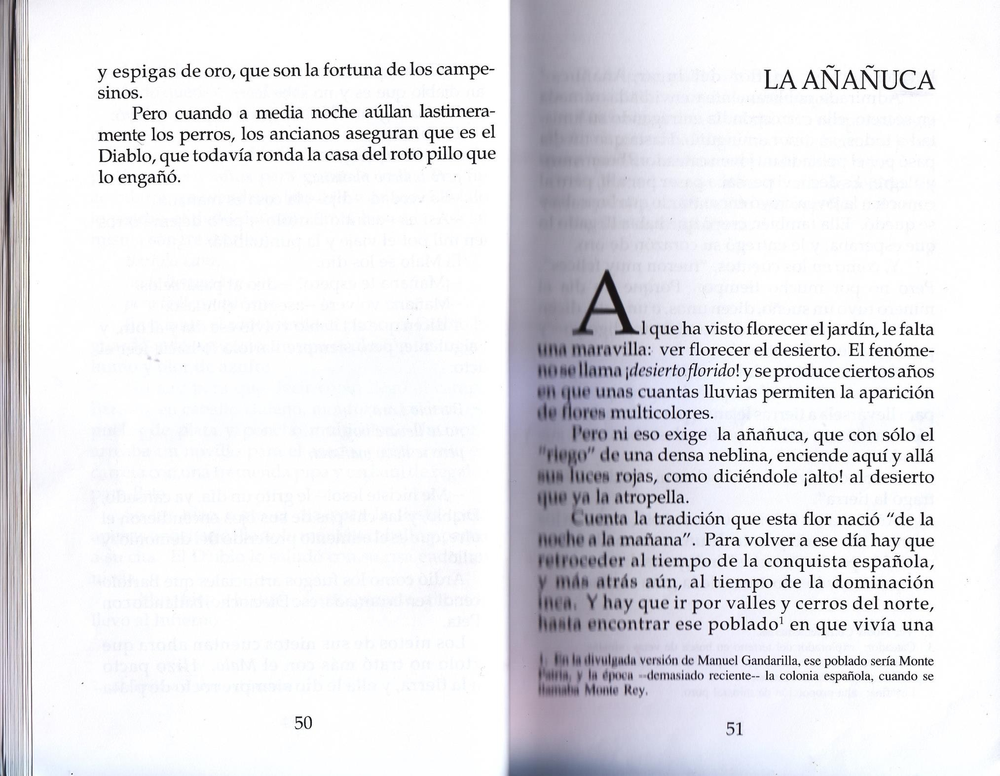 y espigas de oro, que son la fortuna de los campe-
sinos.
Pero cuando a media noche aúllan lastimera-
mente los perros, los ancianos aseguran que es el
Diablo, que todavía ronda la casa del roto pillo que
lo engañó.
50
LA AÑAÑUCA
Al que ha visto florecer el jardín, le falta
una maravilla: ver florecer el desierto. El fenóme-
no se llama ¡desierto florido! y se produce ciertos años
en que unas cuantas lluvias permiten la aparición
de flores multicolores.
Pero ni eso exige la añañuca, que con sólo el
"riego" de una densa neblina, enciende aquí y allá
sus luces rojas, como diciéndole ¡alto! al desierto
que ya la atropella.
Cuenta la tradición que esta flor nació "de la
noche a la mañana". Para volver a ese día hay que
retroceder al tiempo de la conquista española,
y más atrás aún, al tiempo de la dominación
inca. Y hay que ir por valles y cerros del norte,
hasta encontrar ese poblado1 en que vivía una
1. En la divulgada versión de Manuel Gandarilla, ese poblado sería Monte
Patria, y la época --demasiado reciente-- la colonia española, cuando se
llamaba Monte Rey.
51